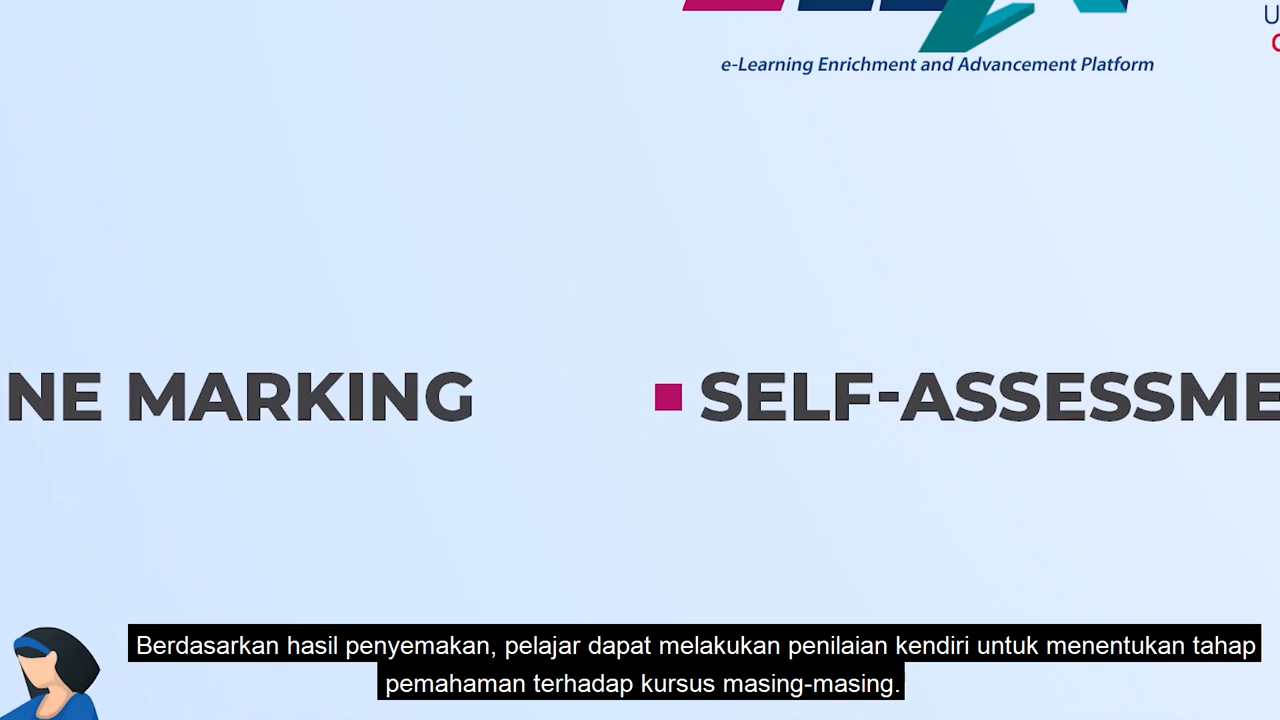 e-Learning Enrichment and Advancement Platform
NE MARKING
SELF-ASSESSME
Berdasarkan hasil penyemakan, pelajar dapat melakukan penilaian kendiri untuk menentukan tahap
pemahaman terhadap kursus masing-masing.